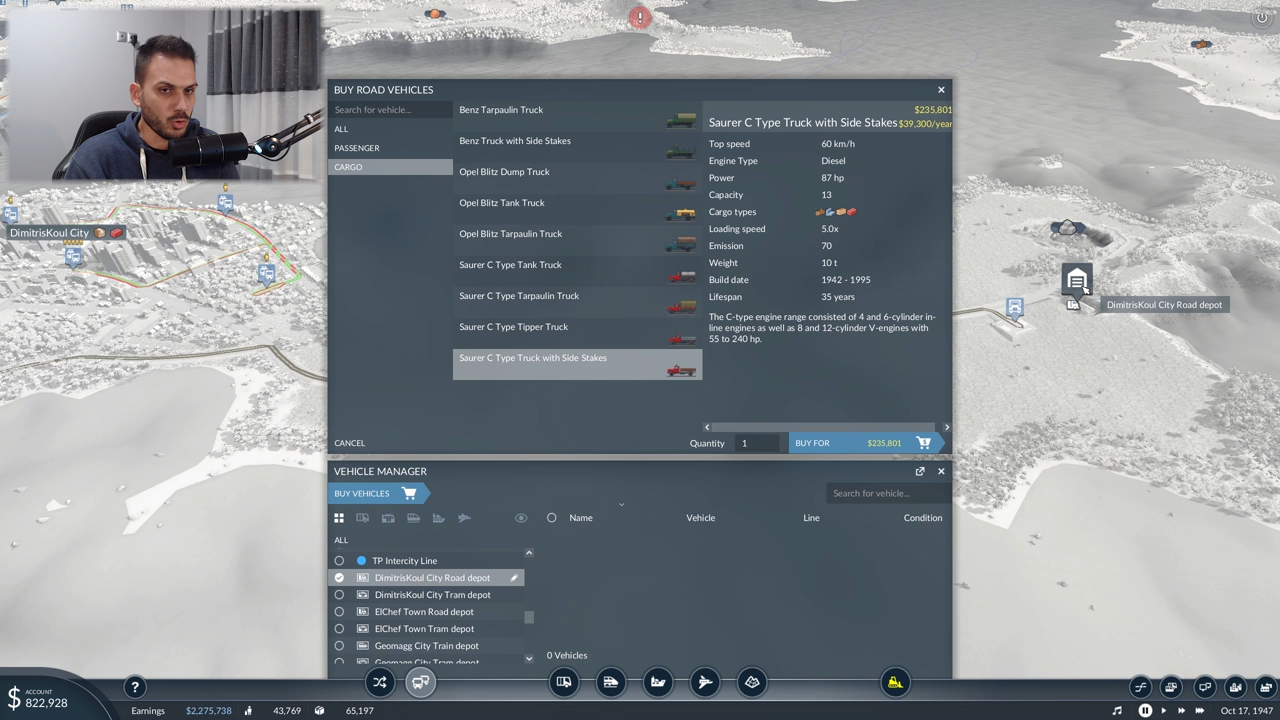 BUY ROAD VEHICLES
Search for vehicle...
ALL
PASSENGER
CARGO
Benz Tarpaulin Truck
Benz Truck with Side Stakes
Opel Blitz Dump Truck
Opel Blitz Tank Truck
Opel Blitz Tarpaulin Truck
Saurer C Type Tank Truck
Saurer C Type Tarpaulin Truck
Saurer C Type Tipper Truck
Saurer C Type Truck with Side Stakes
$235,801
Saurer C Type Truck with Side Stakes $39,300/year
Top speed 60 km/h
Engine Type Diesel
Power 87 hp
Capacity 13
Cargo types
Loading speed 5.0x
Emission 70
Weight 10 t
Build date 1942 - 1995
Lifespan 35 years
The C-type engine range consisted of 4 and 6-cylinder in-
line engines as well as 8 and 12-cylinder V-engines with
55 to 240 hp.
CANCEL
Quantity 1
BUY FOR $235,801
DimitrisKoul City
DimitrisKoul City Road depot
VEHICLE MANAGER
BUY VEHICLES
Search for vehicle...
Name Vehicle Line Condition
ALL
TP Intercity Line
DimitrisKoul City Road depot
DimitrisKoul City Tram depot
ElChef Town Road depot
ElChef Town Tram depot
Geomagg City Train depot
Geomagg City Tram depot
0 Vehicles
$ ACCOUNT
822,928
?
Earnings $2,275,738 43,769 65,197
Oct 17, 1947